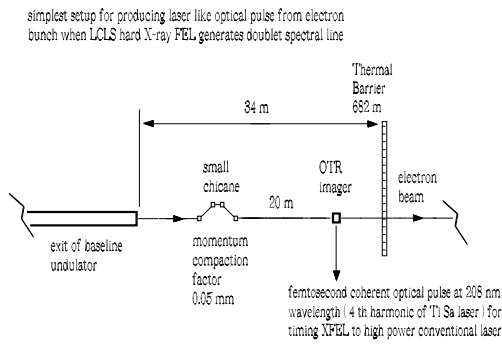 simplest setup for producing laser like optical pulse from electron
bunch when LCLS hard X-ray FEL generates doublet spectral line
Thermal
Barrier
682 m
34 m
small
chicane
OTR
imager
electron
beam
20 m
exit of baseline
undulator
momentum
compaction
factor
0.05 mm
femtosecond coherent optical pulse at 208 nm
wavelength ( 4 th harmonic of Ti Sa laser ) for
timing XFEL to high power conventional laser